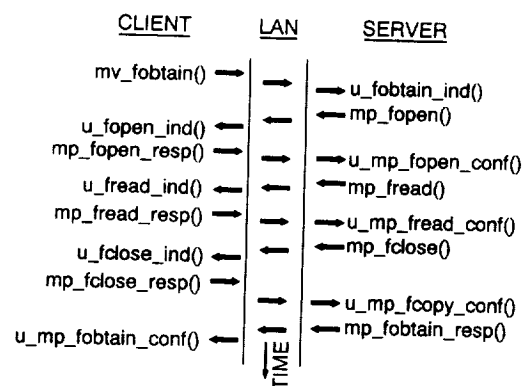 CLIENT LAN SERVER
mv_fobtain()
u_fobtain_ind()
mp_fopen()
u_fopen_ind()
mp_fopen_resp()
u_mp_fopen_conf()
u_fread_ind()
mp_fread()
mp_fread_resp()
u_mp_fread_conf()
u_fclose_ind()
mp_fclose()
mp_fclose_resp()
u_mp_fcopy_conf()
u_mp_fobtain_conf()
mp_fobtain_resp()
TIME